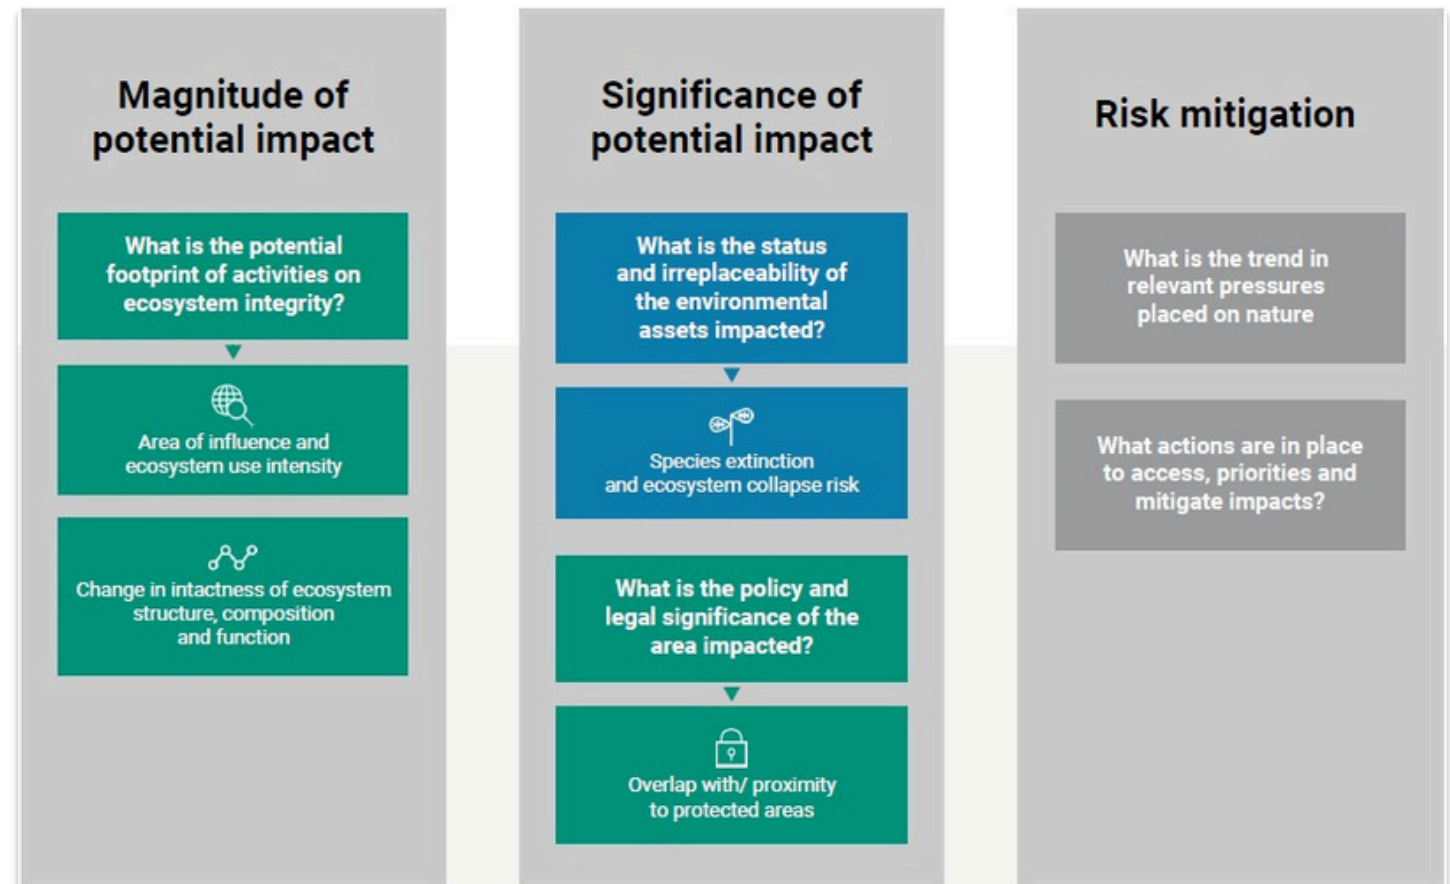 Magnitude of
potential impact
What is the potential
footprint of activities on
ecosystem integrity?
Area of influence and
ecosystem use intensity
Change in intactness of ecosystem
structure, composition
and function
Significance of
potential impact
What is the status
and irreplaceability of
the environmental
assets impacted?
Species extinction
and ecosystem collapse risk
What is the policy and
legal significance of the
area impacted?
Overlap with/ proximity
to protected areas
Risk mitigation
What is the trend in
relevant pressures
placed on nature
What actions are in place
to access, priorities and
mitigate impacts?